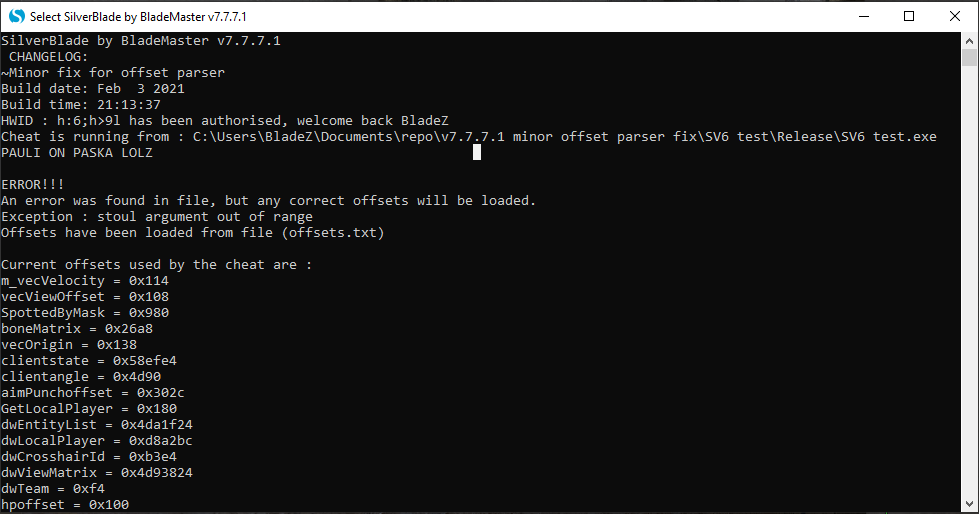 Select SilverBlade by BladeMaster v7.7.7.1
SilverBlade by BladeMaster v7.7.7.1
CHANGELOG:
~Minor fix for offset parser
Build date: Feb  3 2021
Build time: 21:13:37
HWID : h:6;h>9l has been authorised, welcome back BladeZ
Cheat is running from : C:\Users\BladeZ\Documents\repo\v7.7.7.1 minor offset parser fix\SV6 test\Release\SV6 test.exe
PAULI ON PASKA LOLZ
ERROR!!!
An error was found in file, but any correct offsets will be loaded.
Exception : stoul argument out of range
Offsets have been loaded from file (offsets.txt)
Current offsets used by the cheat are :
m_vecVelocity = 0x114
vecViewOffset = 0x108
SpottedByMask = 0x980
boneMatrix = 0x26a8
vecOrigin = 0x138
clientstate = 0x58efe4
clientangle = 0x4d90
aimPunchoffset = 0x302c
GetLocalPlayer = 0x180
dwEntityList = 0x4da1f24
dwLocalPlayer = 0xd8a2bc
dwCrosshairId = 0xb3e4
dwViewMatrix = 0x4d93824
dwTeam = 0xf4
hpoffset = 0x100